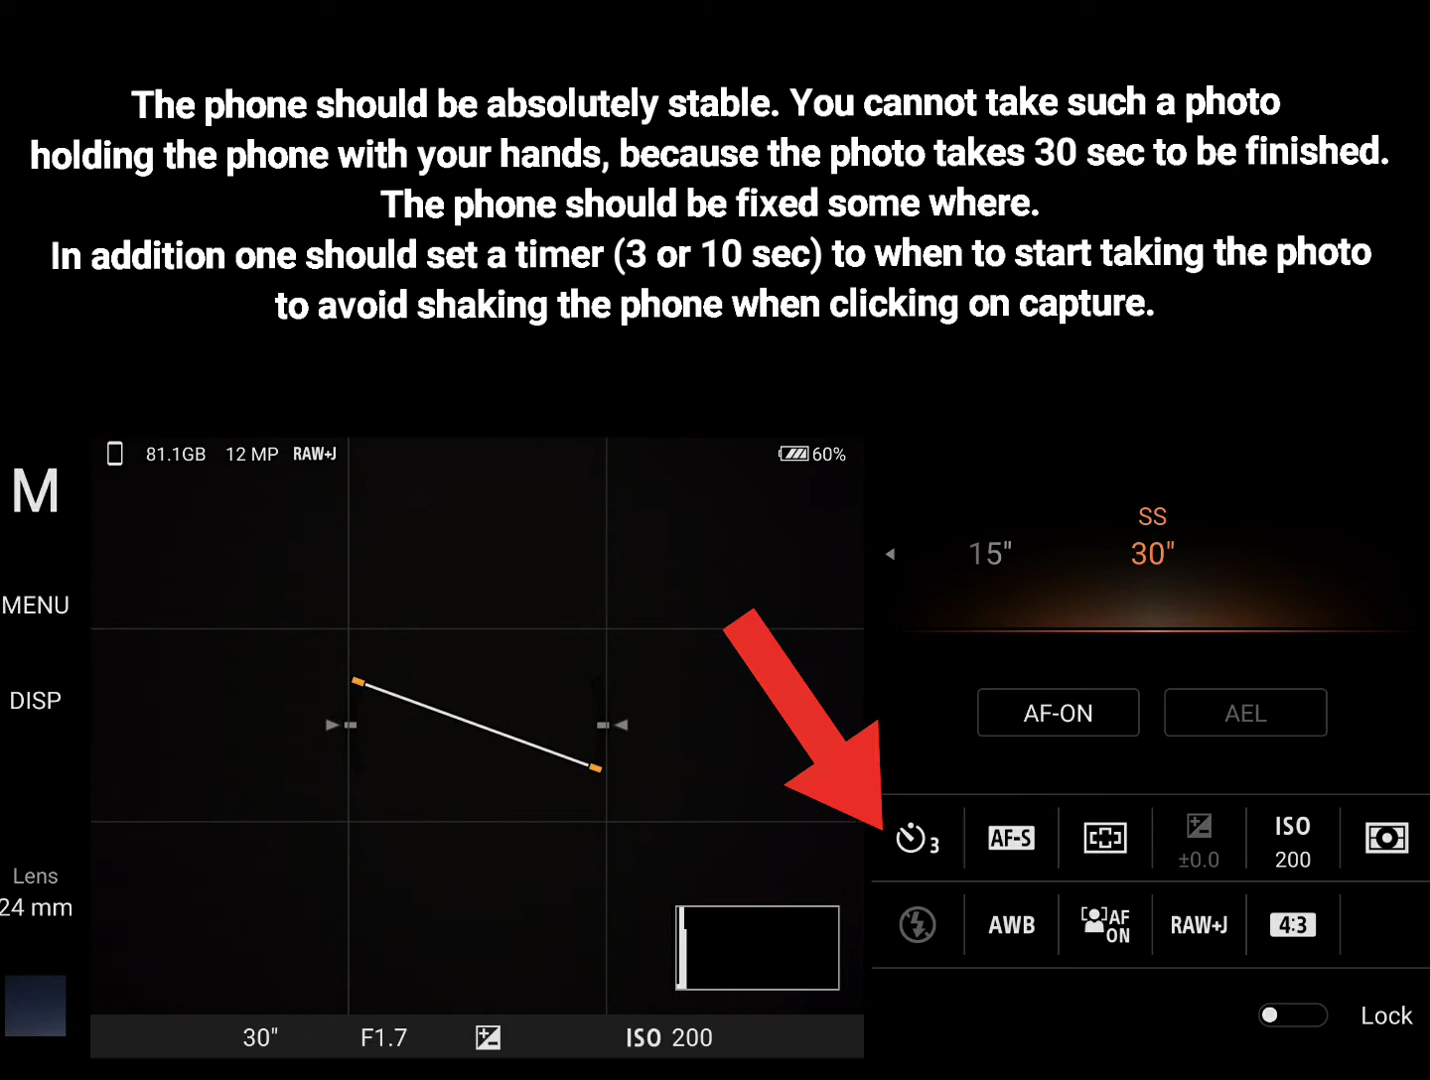 The phone should be absolutely stable. You cannot take such a photo
holding the phone with your hands, because the photo takes 30 sec to be finished.
The phone should be fixed some where.
In addition one should set a timer (3 or 10 sec) to when to start taking the photo
to avoid shaking the phone when clicking on capture.
81.1GB 12 MP RAW+J
60%
M
SS
15" 30"
MENU
DISP
AF-ON AEL
3 AF-S ±0.0 ISO 200
Lens
24 mm
AWB AF ON RAW+J 4:3
30" F1.7 ISO 200
Lock